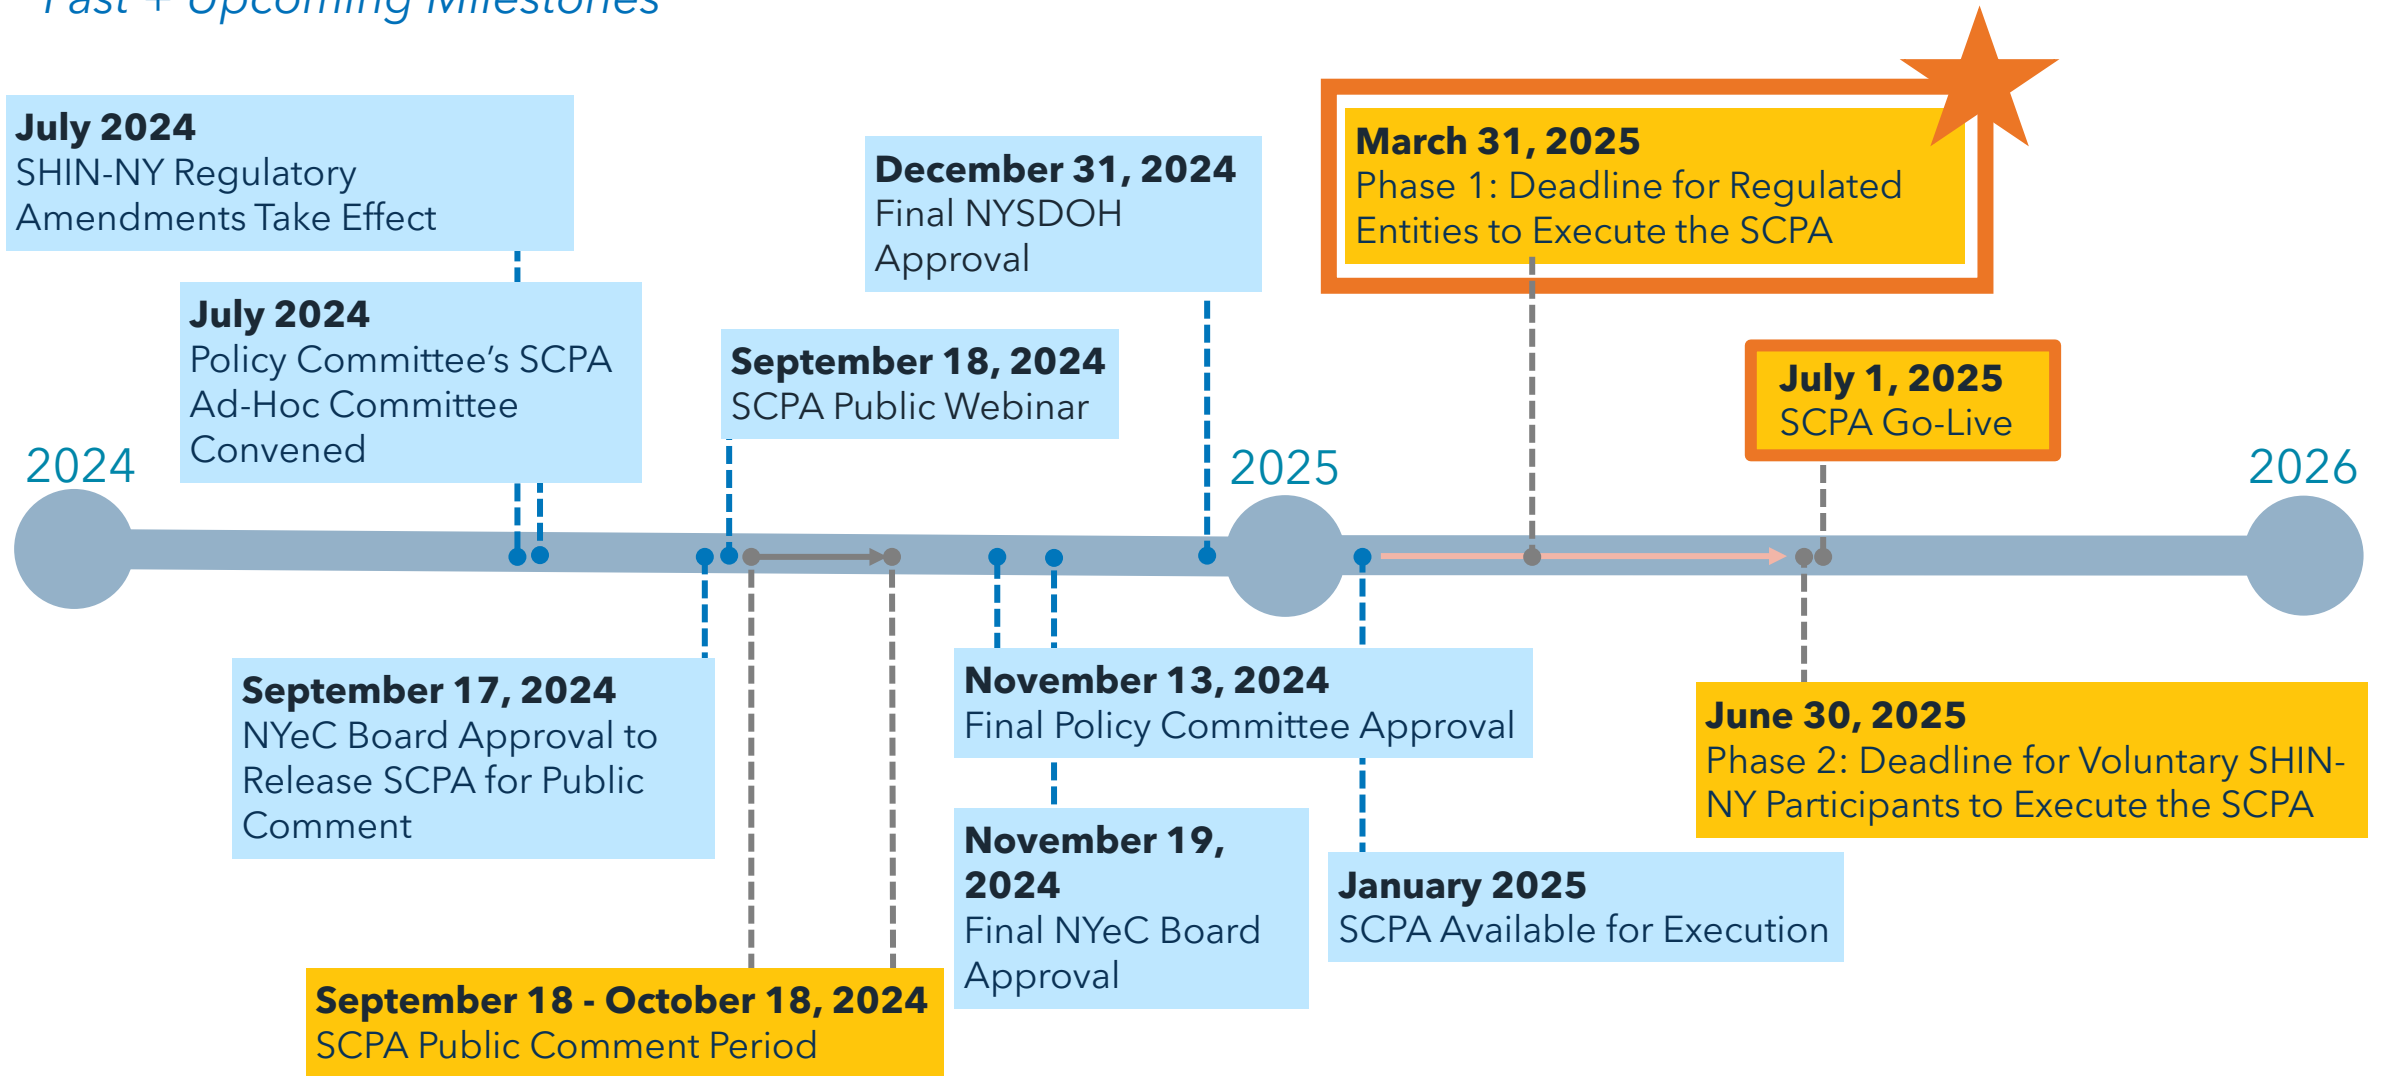 Past + Upcoming Milestones
July 2024
SHIN-NY Regulatory
Amendments Take Effect
July 2024
Policy Committee’s SCPA
Ad-Hoc Committee
Convened
September 18, 2024
SCPA Public Webinar
December 31, 2024
Final NYSDOH
Approval
March 31, 2025
Phase 1: Deadline for Regulated
Entities to Execute the SCPA
July 1, 2025
SCPA Go-Live
2024
2025
2026
September 17, 2024
NYeC Board Approval to
Release SCPA for Public
Comment
September 18 - October 18, 2024
SCPA Public Comment Period
November 13, 2024
Final Policy Committee Approval
November 19,
2024
Final NYeC Board
Approval
January 2025
SCPA Available for Execution
June 30, 2025
Phase 2: Deadline for Voluntary SHIN-
NY Participants to Execute the SCPA